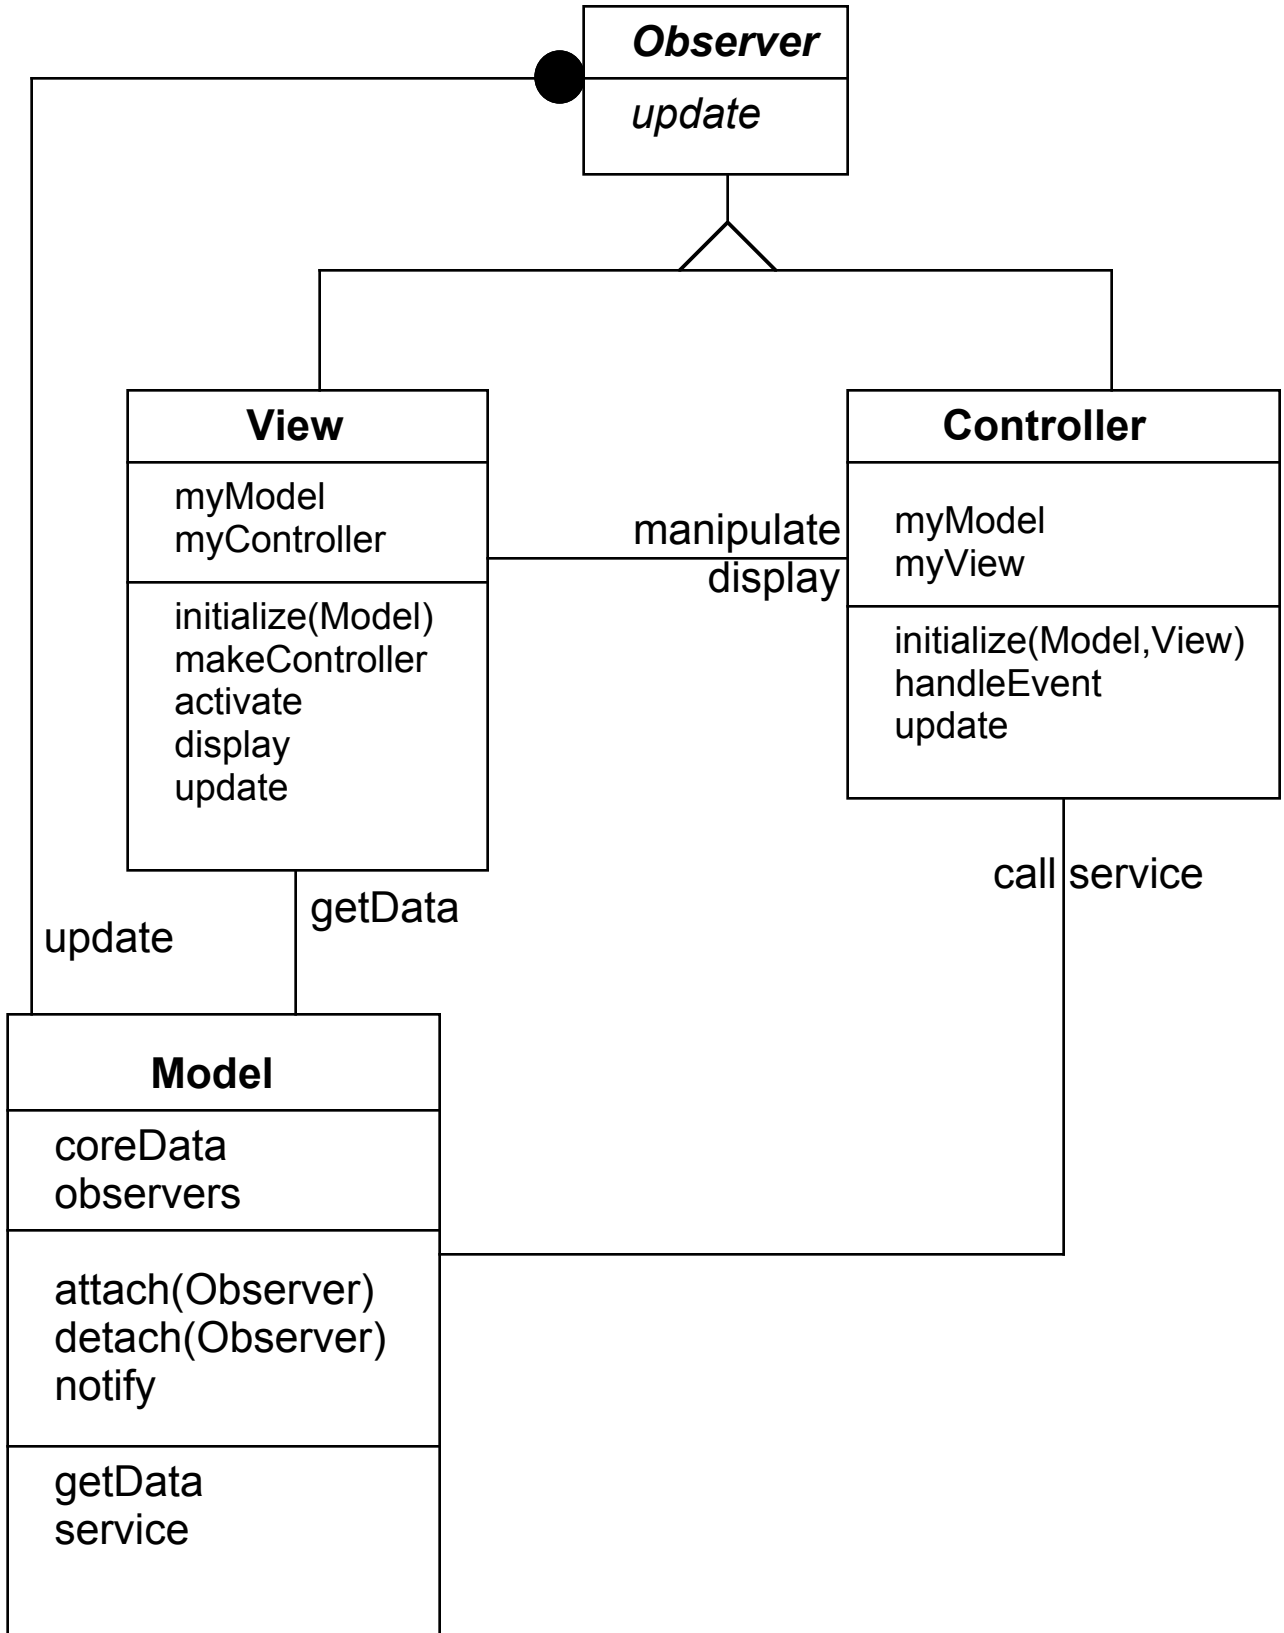 Observer
update
View
myModel
myController
initialize(Model)
makeController
activate
display
update
manipulate
display
Controller
myModel
myView
initialize(Model,View)
handleEvent
update
call service
getData
update
Model
coreData
observers
attach(Observer)
detach(Observer)
notify
getData
service